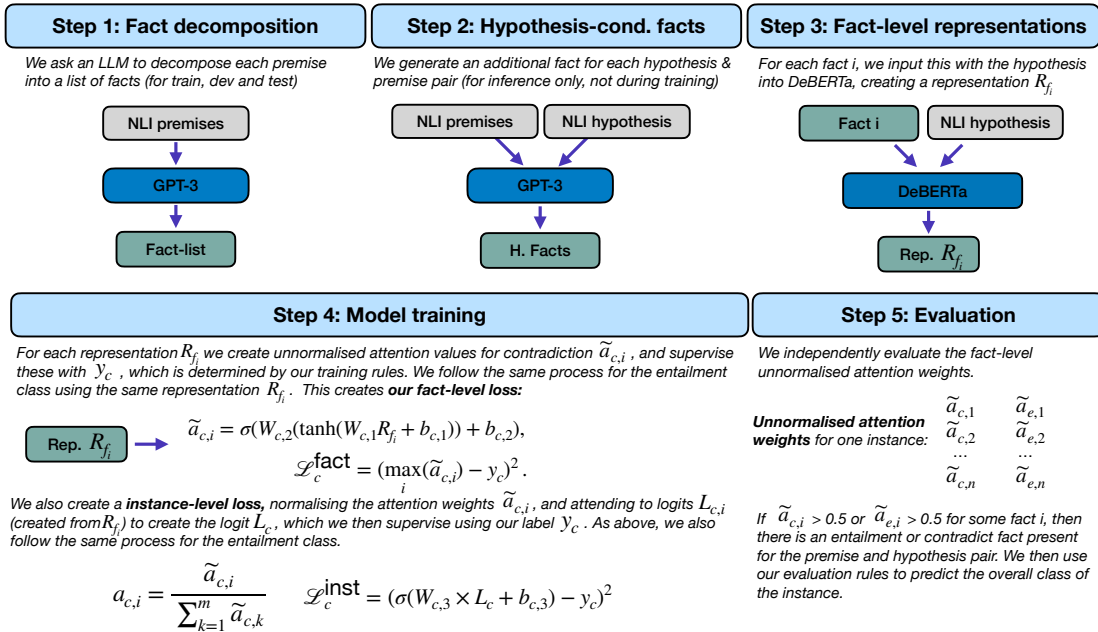 Step 1: Fact decomposition
We ask an LLM to decompose each premise
into a list of facts (for train, dev and test)
NLI premises
GPT-3
Fact-list
Step 2: Hypothesis-cond. facts
We generate an additional fact for each hypothesis &
premise pair (for inference only, not during training)
NLI premises NLI hypothesis
GPT-3
H. Facts
Step 3: Fact-level representations
For each fact i, we input this with the hypothesis
into DeBERTa, creating a representation R_{f_i}
Fact i NLI hypothesis
DeBERTa
Rep. R_{f_i}
Step 4: Model training
For each representation R_{f_i} we create unnormalised attention values for contradiction ã_{c,i} , and supervise
these with y_c , which is determined by our training rules. We follow the same process for the entailment
class using the same representation R_{f_i} . This creates our fact-level loss:
Rep. R_{f_i}
ã_{c,i} = σ(W_{c,2}(tanh(W_{c,1}R_{f_i} + b_{c,1})) + b_{c,2}),
ℒ_c^{fact} = (max_i(ã_{c,i}) − y_c)^2 .
We also create a instance-level loss, normalising the attention weights ã_{c,i}, and attending to logits L_{c,i}
(created from R_{f_i}) to create the logit L_c, which we then supervise using our label y_c . As above, we also
follow the same process for the entailment class.
a_{c,i} = ã_{c,i} / ∑_{k=1}^{m} ã_{c,k}
ℒ_c^{inst} = (σ(W_{c,3} × L_c + b_{c,3}) − y_c)^2
Step 5: Evaluation
We independently evaluate the fact-level
unnormalised attention weights.
Unnormalised attention
weights for one instance:
ã_{c,1} ã_{e,1}
ã_{c,2} ã_{e,2}
... ...
ã_{c,n} ã_{e,n}
If ã_{c,i} > 0.5 or ã_{e,i} > 0.5 for some fact i, then
there is an entailment or contradict fact present
for the premise and hypothesis pair. We then use
our evaluation rules to predict the overall class of
the instance.